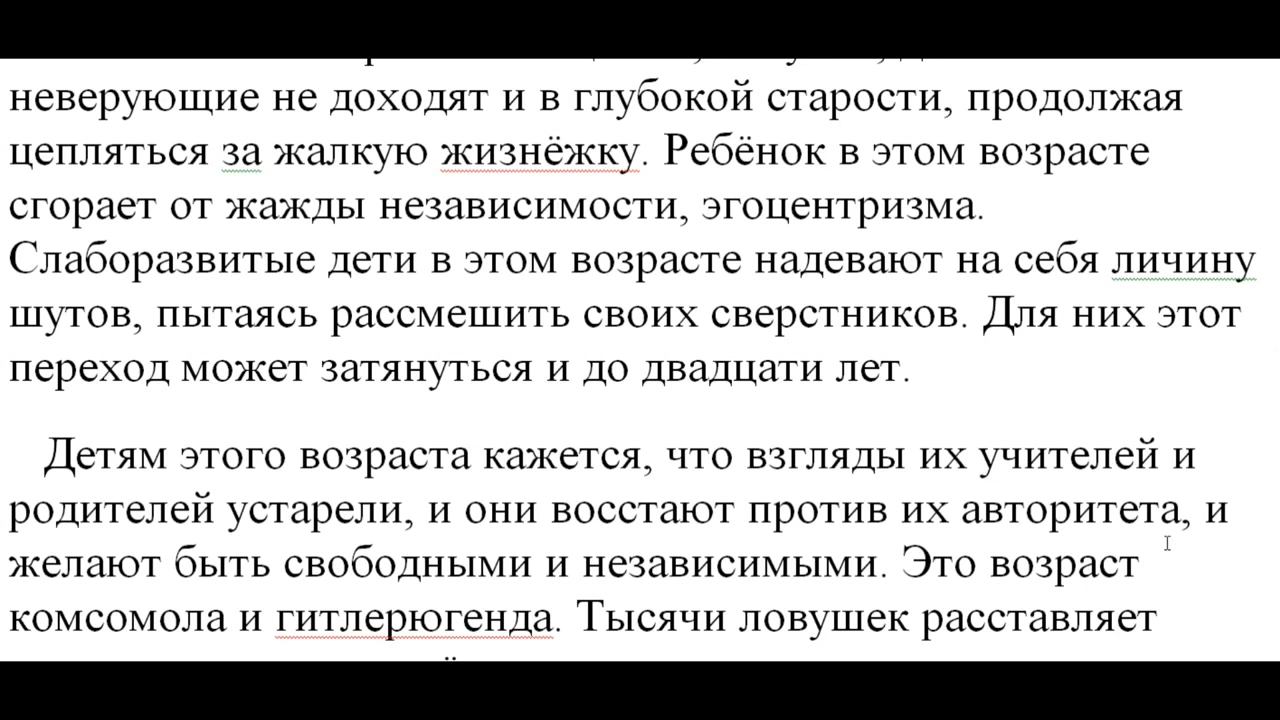 неверующие не доходят и в глубокой старости, продолжая
цепляться за жалкую жизнёжку. Ребёнок в этом возрасте
сгорает от жажды независимости, эгоцентризма.
Слаборазвитые дети в этом возрасте надевают на себя личину
шутов, пытаясь рассмешить своих сверстников. Для них этот
переход может затянуться и до двадцати лет.
Детям этого возраста кажется, что взгляды их учителей и
родителей устарели, и они восстают против их авторитета, и
желают быть свободными и независимыми. Это возраст
комсомола и гитлерюгенда. Тысячи ловушек расставляет